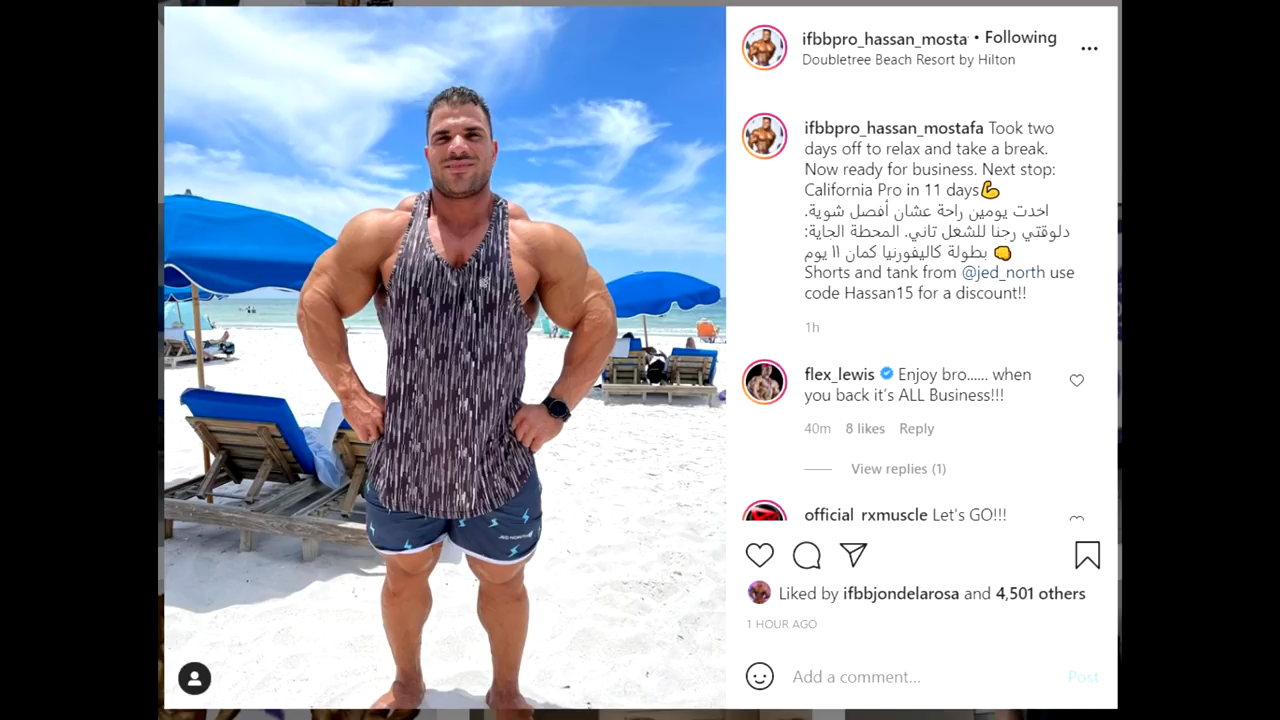 ifbbpro_hassan_mosta • Following
Doubletree Beach Resort by Hilton
ifbbpro_hassan_mostafa Took two
days off to relax and take a break.
Now ready for business. Next stop:
California Pro in 11 days💪
اخدت يومين راحة عشان أفصل شوية.
دلوقتي رجنا للشغل تاني. المحطة الجاية:
بطولة كاليفورنيا كمان ١١ يوم 👊
Shorts and tank from @jed_north use
code Hassan15 for a discount!!
1h
flex_lewis Enjoy bro...... when
you back it's ALL Business!!!
40m 8 likes Reply
View replies (1)
official_rxmuscle Let's GO!!!
Liked by ifbbjondelarosa and 4,501 others
1 HOUR AGO
Add a comment... Post
JED NORTH